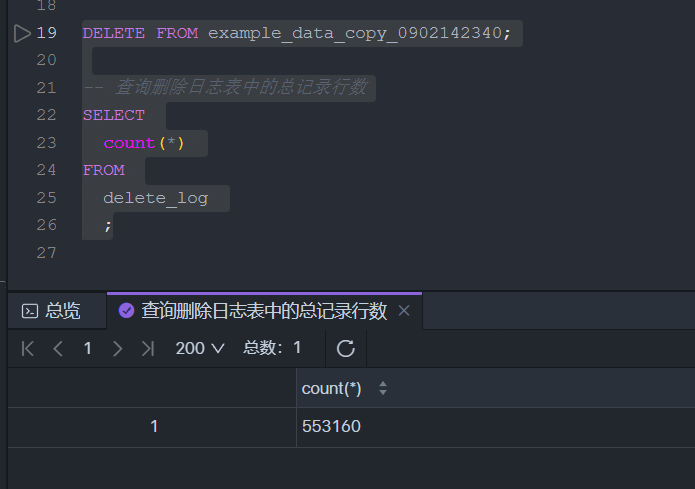 18
19 DELETE FROM example_data_copy_0902142340;
20
21 -- 查询删除日志表中的总记录行数
22 SELECT
23 count(*)
24 FROM
25 delete_log
26 ;
27
总览 查询删除日志表中的总记录行数
1 200 总数: 1
count(*)
1 553160